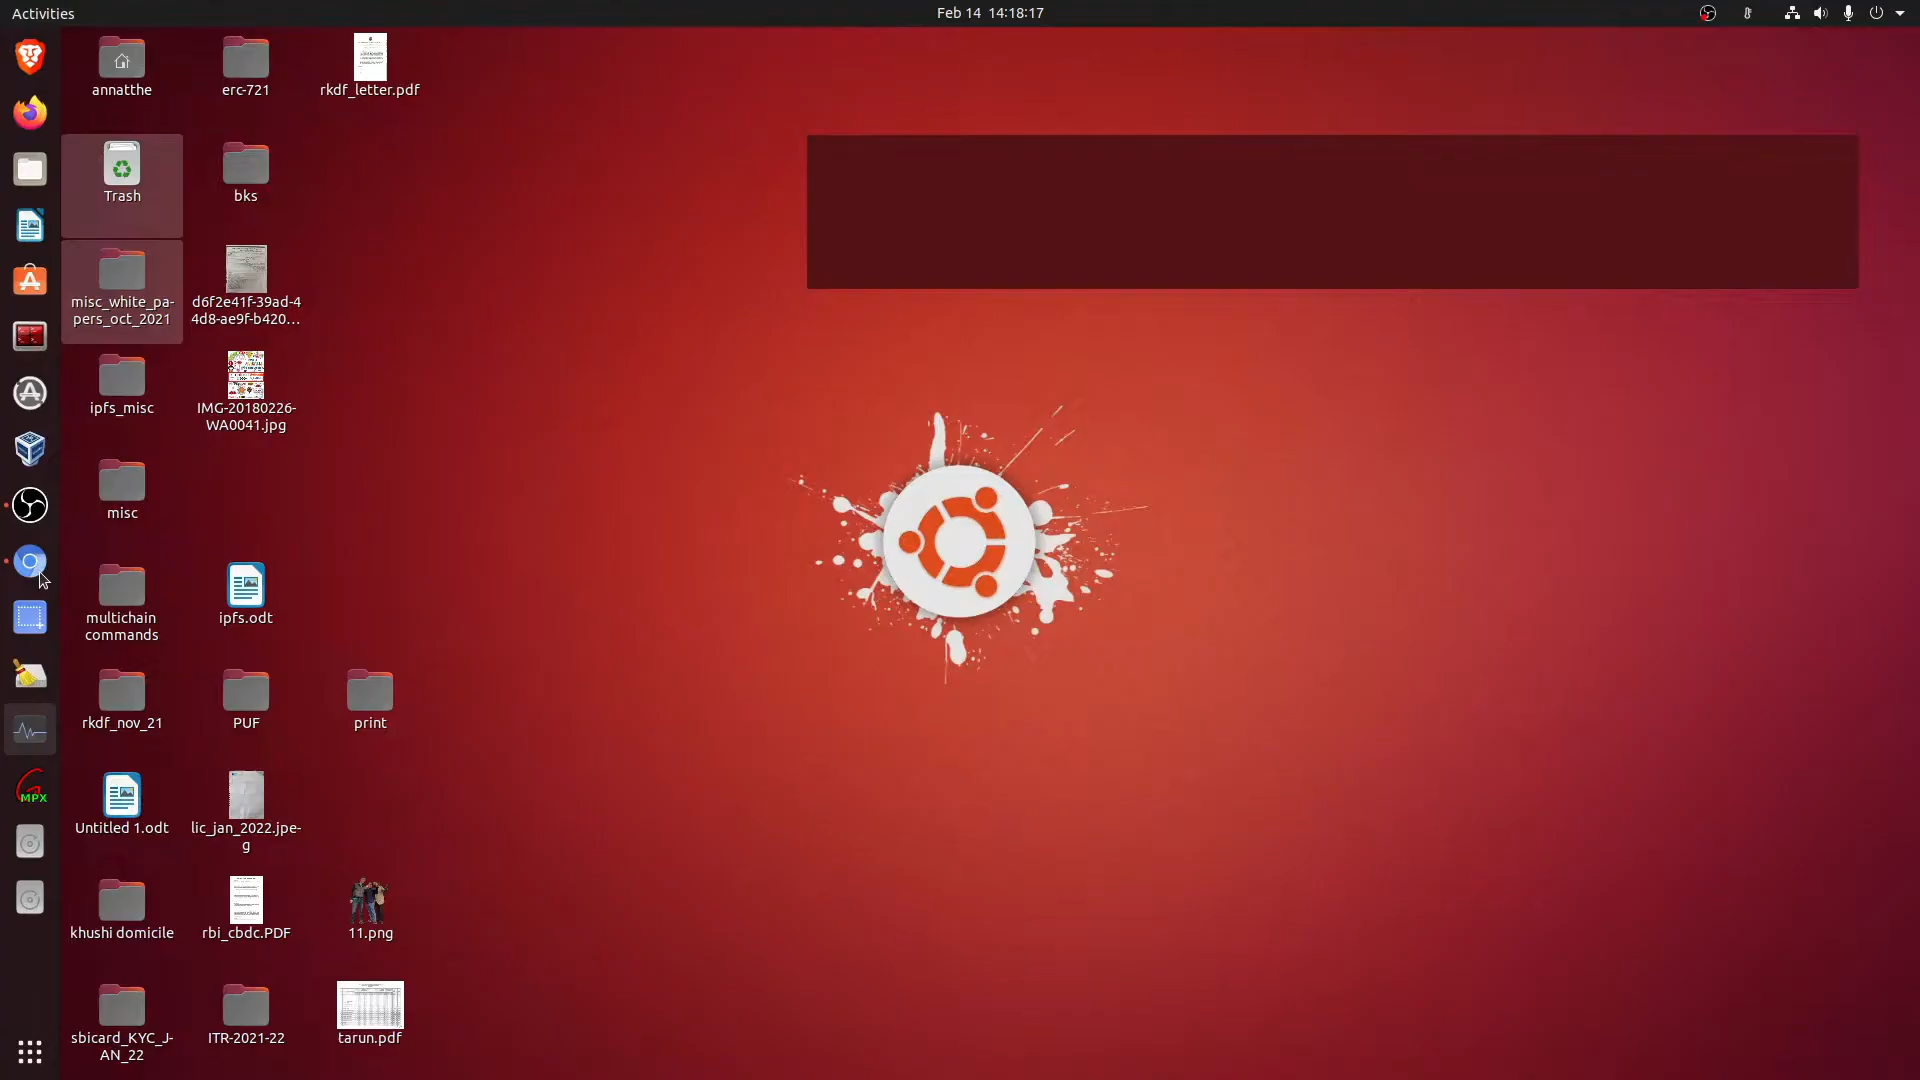 Activities
Feb 14 14:18:17
annatthe
erc-721
rkdf_letter.pdf
Trash
bks
misc_white_pa-
pers_oct_2021
d6f2e41f-39ad-4
4d8-ae9f-b420...
ipfs_misc
IMG-20180226-
WA0041.jpg
misc
multichain
commands
ipfs.odt
rkdf_nov_21
PUF
print
MPX
Untitled 1.odt
lic_jan_2022.jpe-
g
khushi domicile
rbi_cbdc.PDF
11.png
sbicard_KYC_J-
AN_22
ITR-2021-22
tarun.pdf